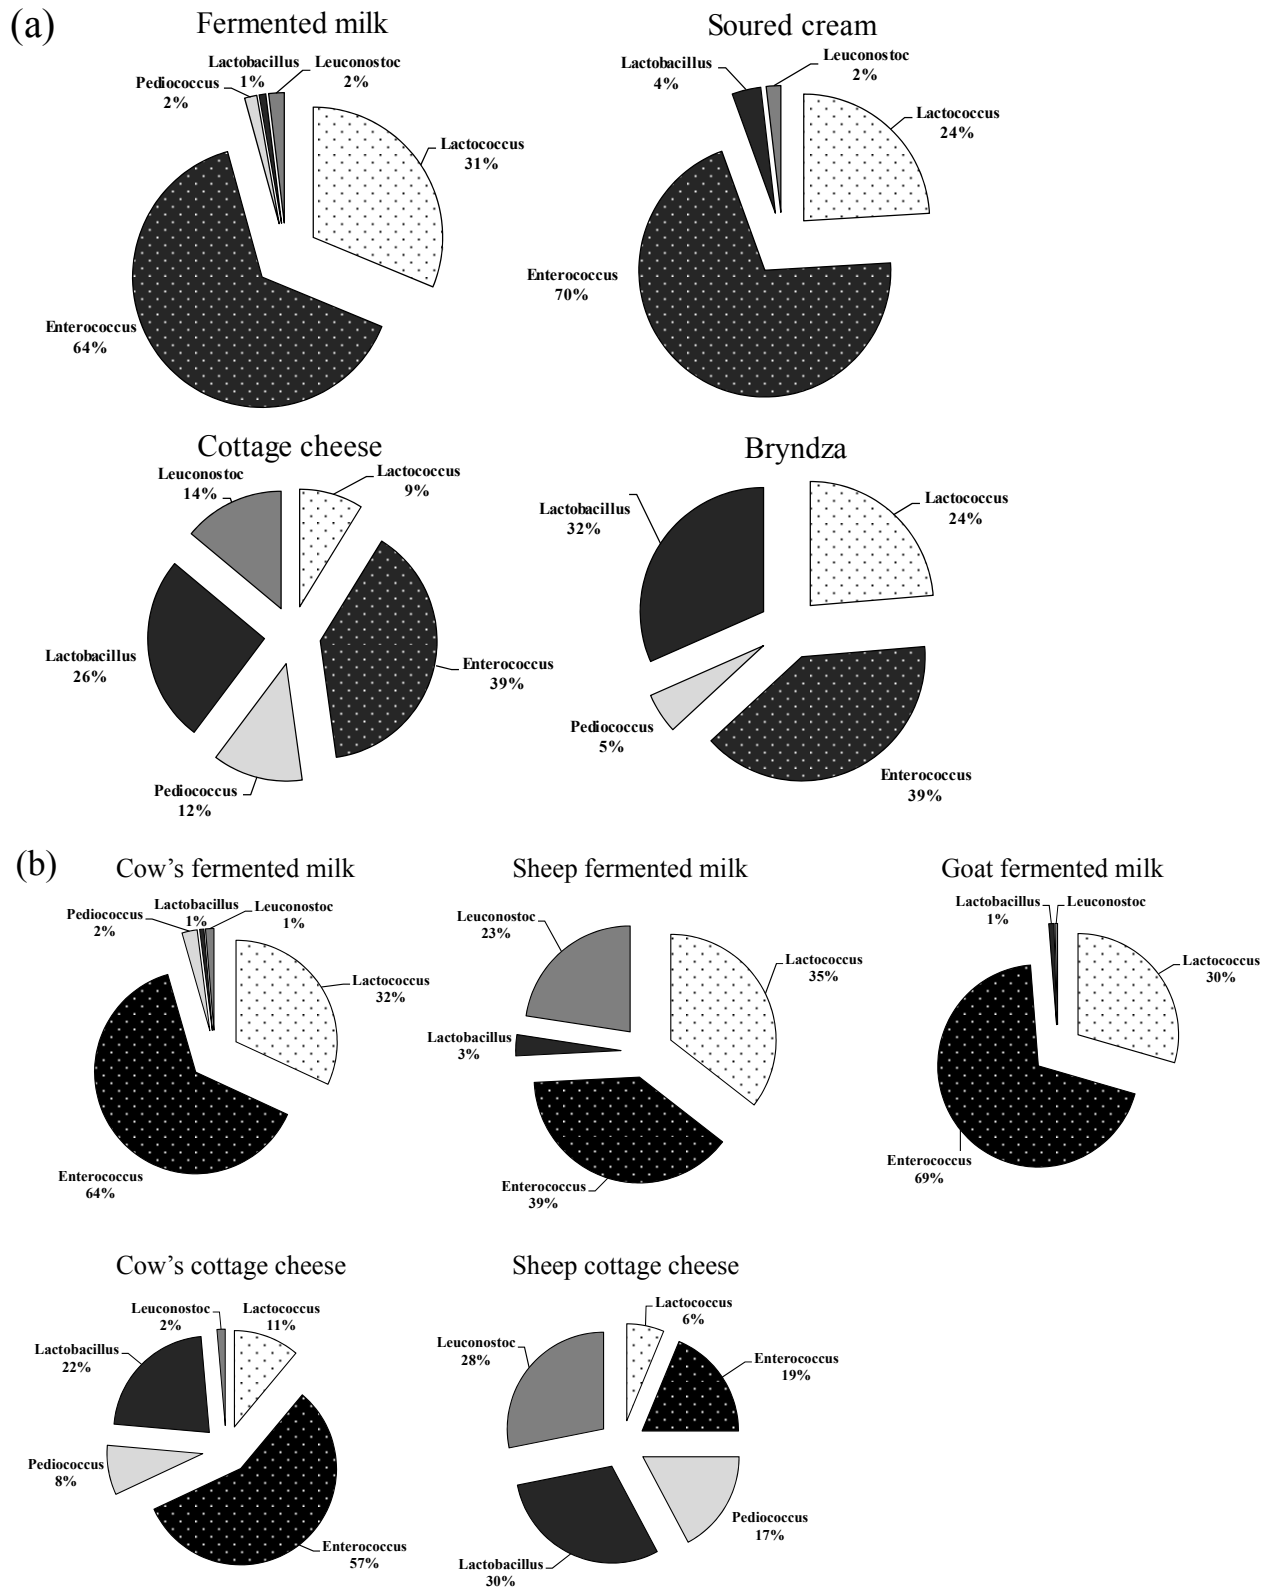 (a)
Fermented milk
Lactobacillus
1%
Leuconostoc
2%
Pediococcus
2%
Lactococcus
31%
Enterococcus
64%
Soured cream
Lactobacillus
4%
Leuconostoc
2%
Lactococcus
24%
Enterococcus
70%
Cottage cheese
Leuconostoc
14%
Lactococcus
9%
Lactobacillus
26%
Enterococcus
39%
Pediococcus
12%
Bryndza
Lactobacillus
32%
Lactococcus
24%
Pediococcus
5%
Enterococcus
39%
(b)
Cow's fermented milk
Pediococcus
2%
Lactobacillus
1%
Leuconostoc
1%
Lactococcus
32%
Enterococcus
64%
Sheep fermented milk
Leuconostoc
23%
Lactococcus
35%
Lactobacillus
3%
Enterococcus
39%
Goat fermented milk
Lactobacillus
1%
Leuconostoc
Lactococcus
30%
Enterococcus
69%
Cow's cottage cheese
Leuconostoc
2%
Lactococcus
11%
Lactobacillus
22%
Pediococcus
8%
Enterococcus
57%
Sheep cottage cheese
Lactococcus
6%
Leuconostoc
28%
Enterococcus
19%
Pediococcus
17%
Lactobacillus
30%